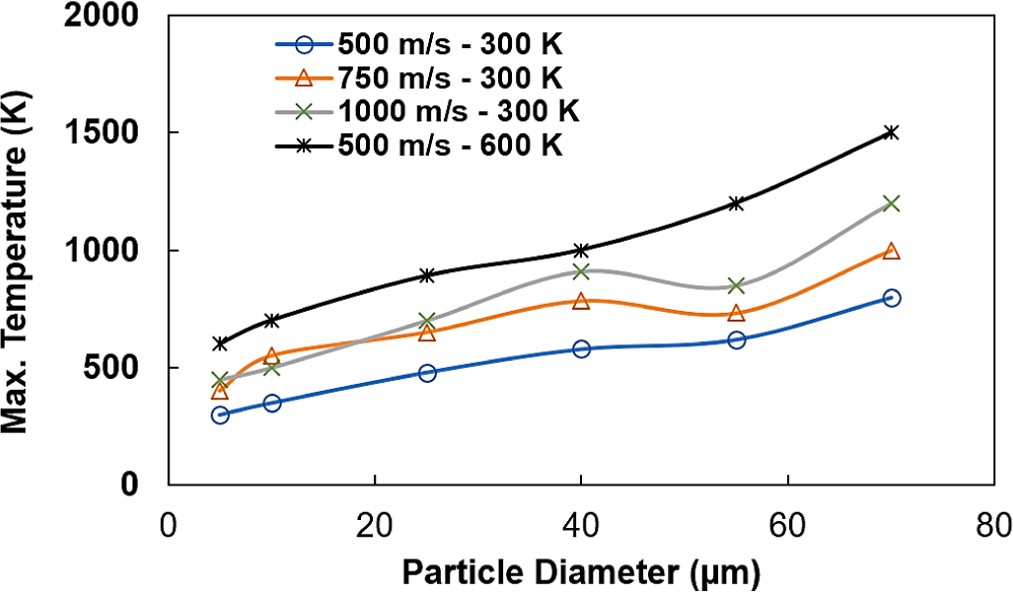 2000
1500
1000
500
0
Max. Temperature (K)
500 m/s - 300 K
750 m/s - 300 K
1000 m/s - 300 K
500 m/s - 600 K
0 20 40 60 80
Particle Diameter (μm)